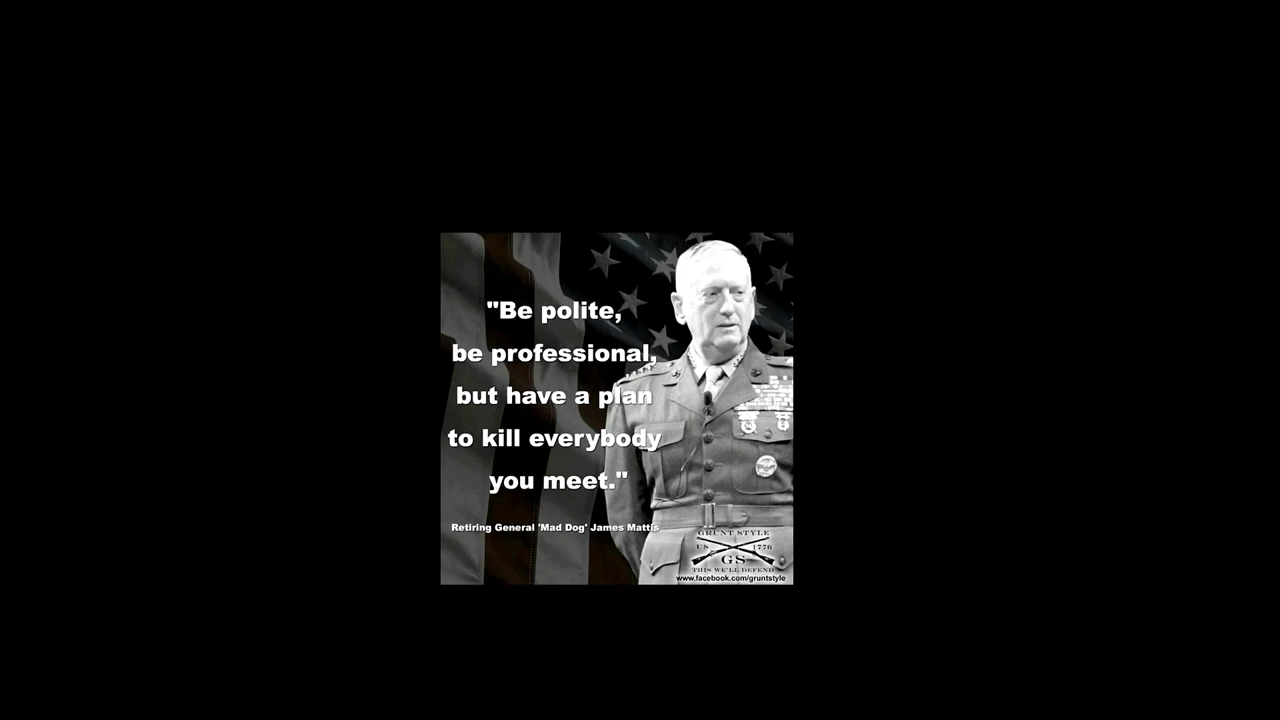 "Be polite,
be professional,
but have a plan
to kill everybody
you meet."
Retiring General 'Mad Dog' James Mattis
GRUNT STYLE
US 1776
GS
THIS WE'LL DEFEND
www.facebook.com/gruntstyle